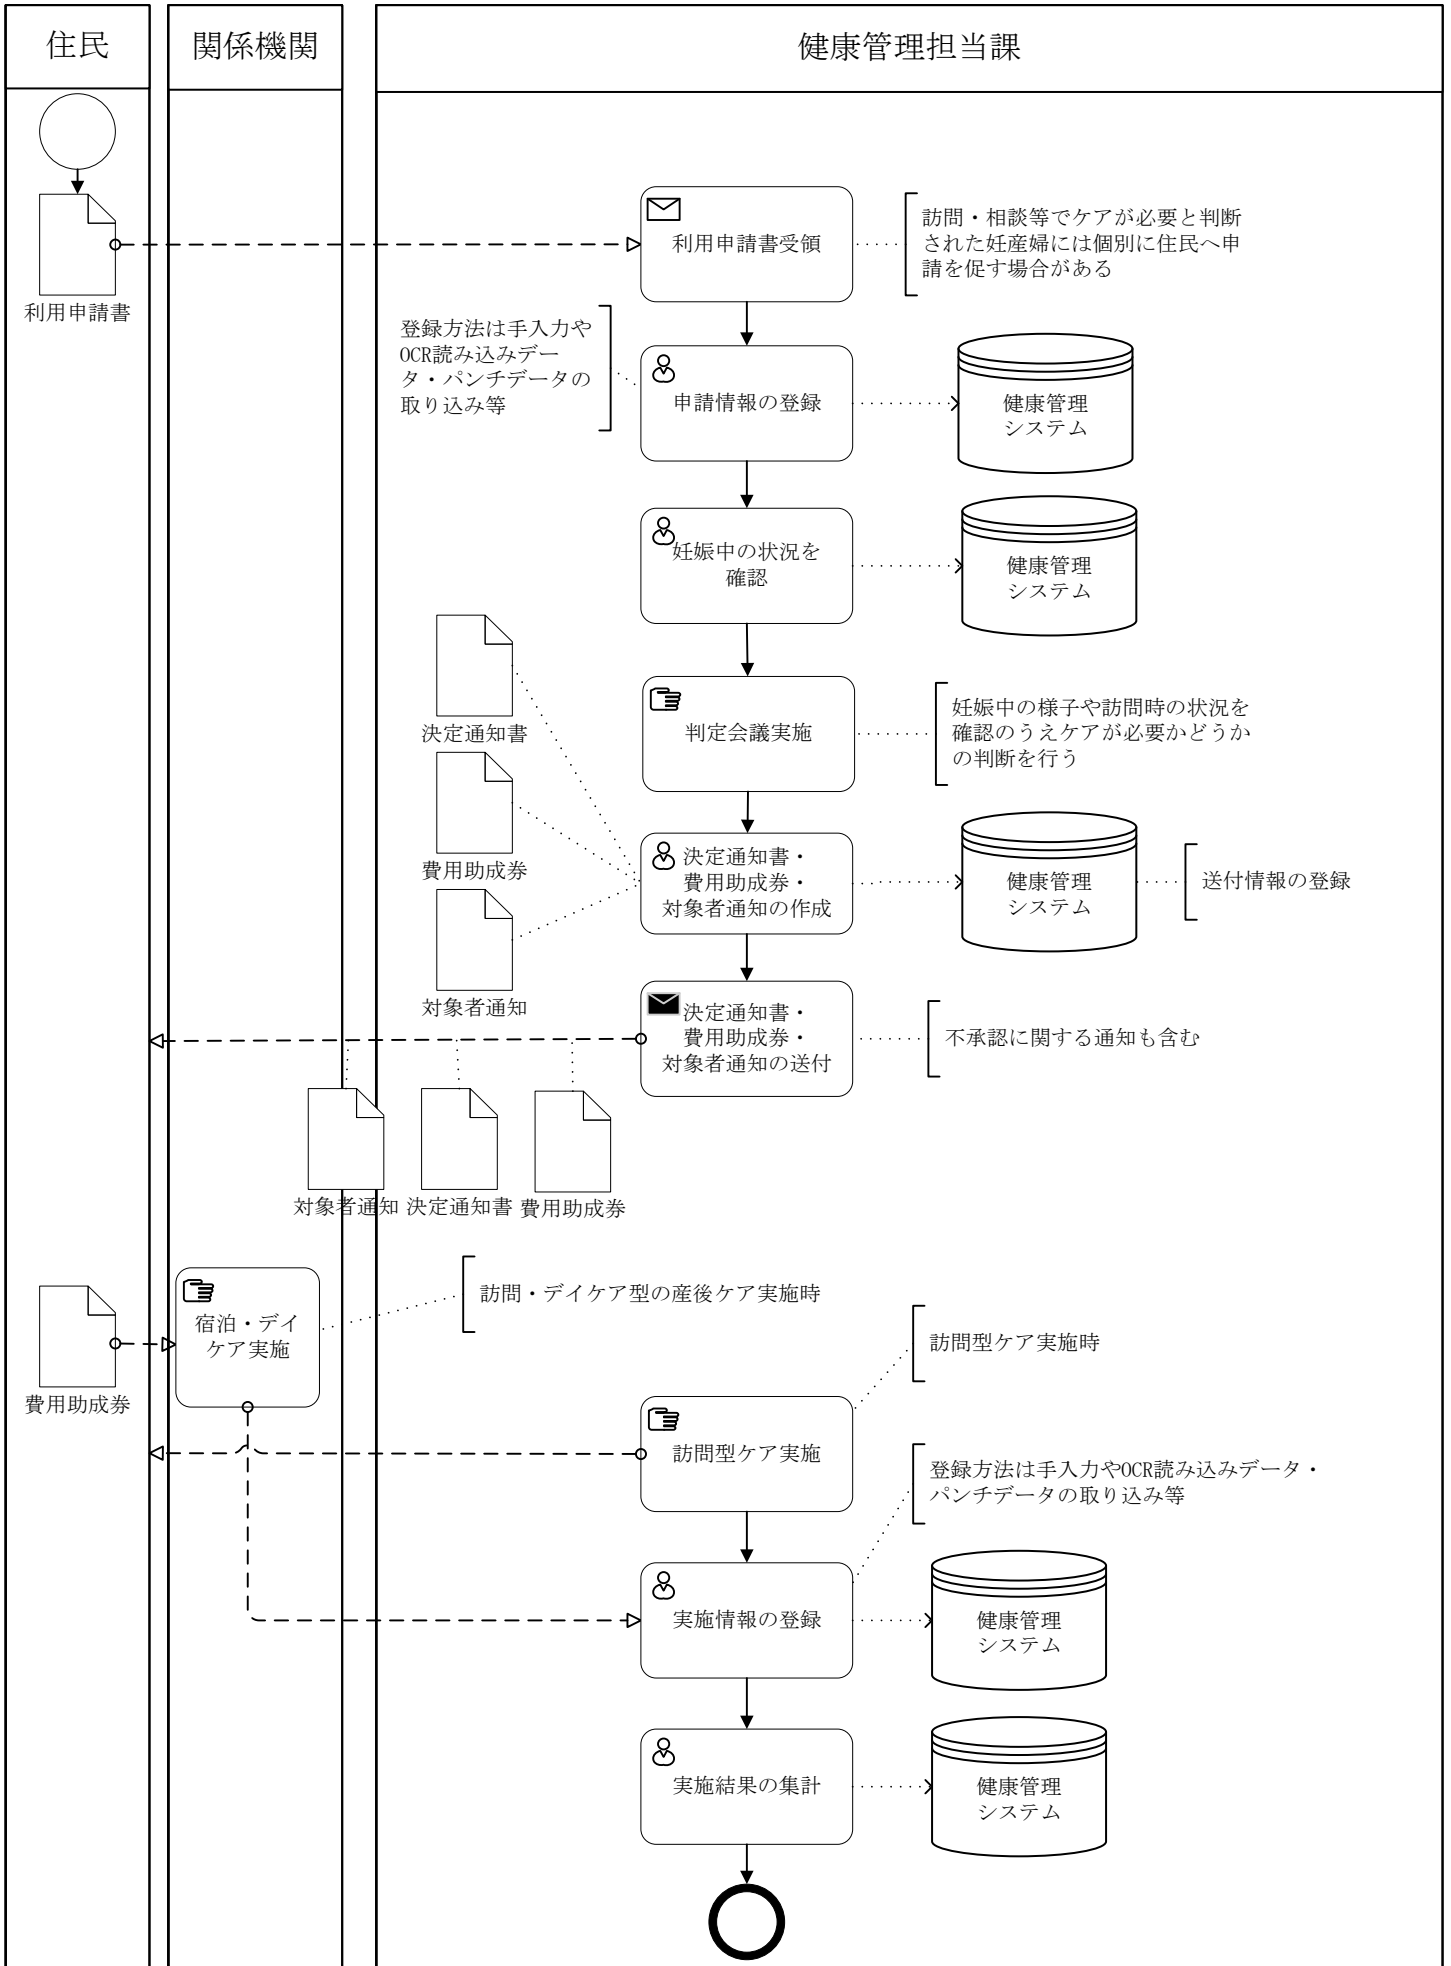 住民
関係機関
健康管理担当課
利用申請書
利用申請書受領
訪問・相談等でケアが必要と判断
された妊産婦には個別に住民へ申
請を促す場合がある
登録方法は手入力や
OCR読み込みデー
タ・パンチデータの
取り込み等
申請情報の登録
健康管理
システム
妊娠中の状況を
確認
健康管理
システム
決定通知書
判定会議実施
妊娠中の様子や訪問時の状況を
確認のうえケアが必要かどうか
の判断を行う
費用助成券
決定通知書・
費用助成券・
対象者通知の作成
健康管理
システム
送付情報の登録
対象者通知
決定通知書・
費用助成券・
対象者通知の送付
不承認に関する通知も含む
対象者通知
決定通知書
費用助成券
費用助成券
宿泊・デイ
ケア実施
訪問・デイケア型の産後ケア実施時
訪問型ケア実施時
訪問型ケア実施
登録方法は手入力やOCR読み込みデータ・
パンチデータの取り込み等
実施情報の登録
健康管理
システム
実施結果の集計
健康管理
システム